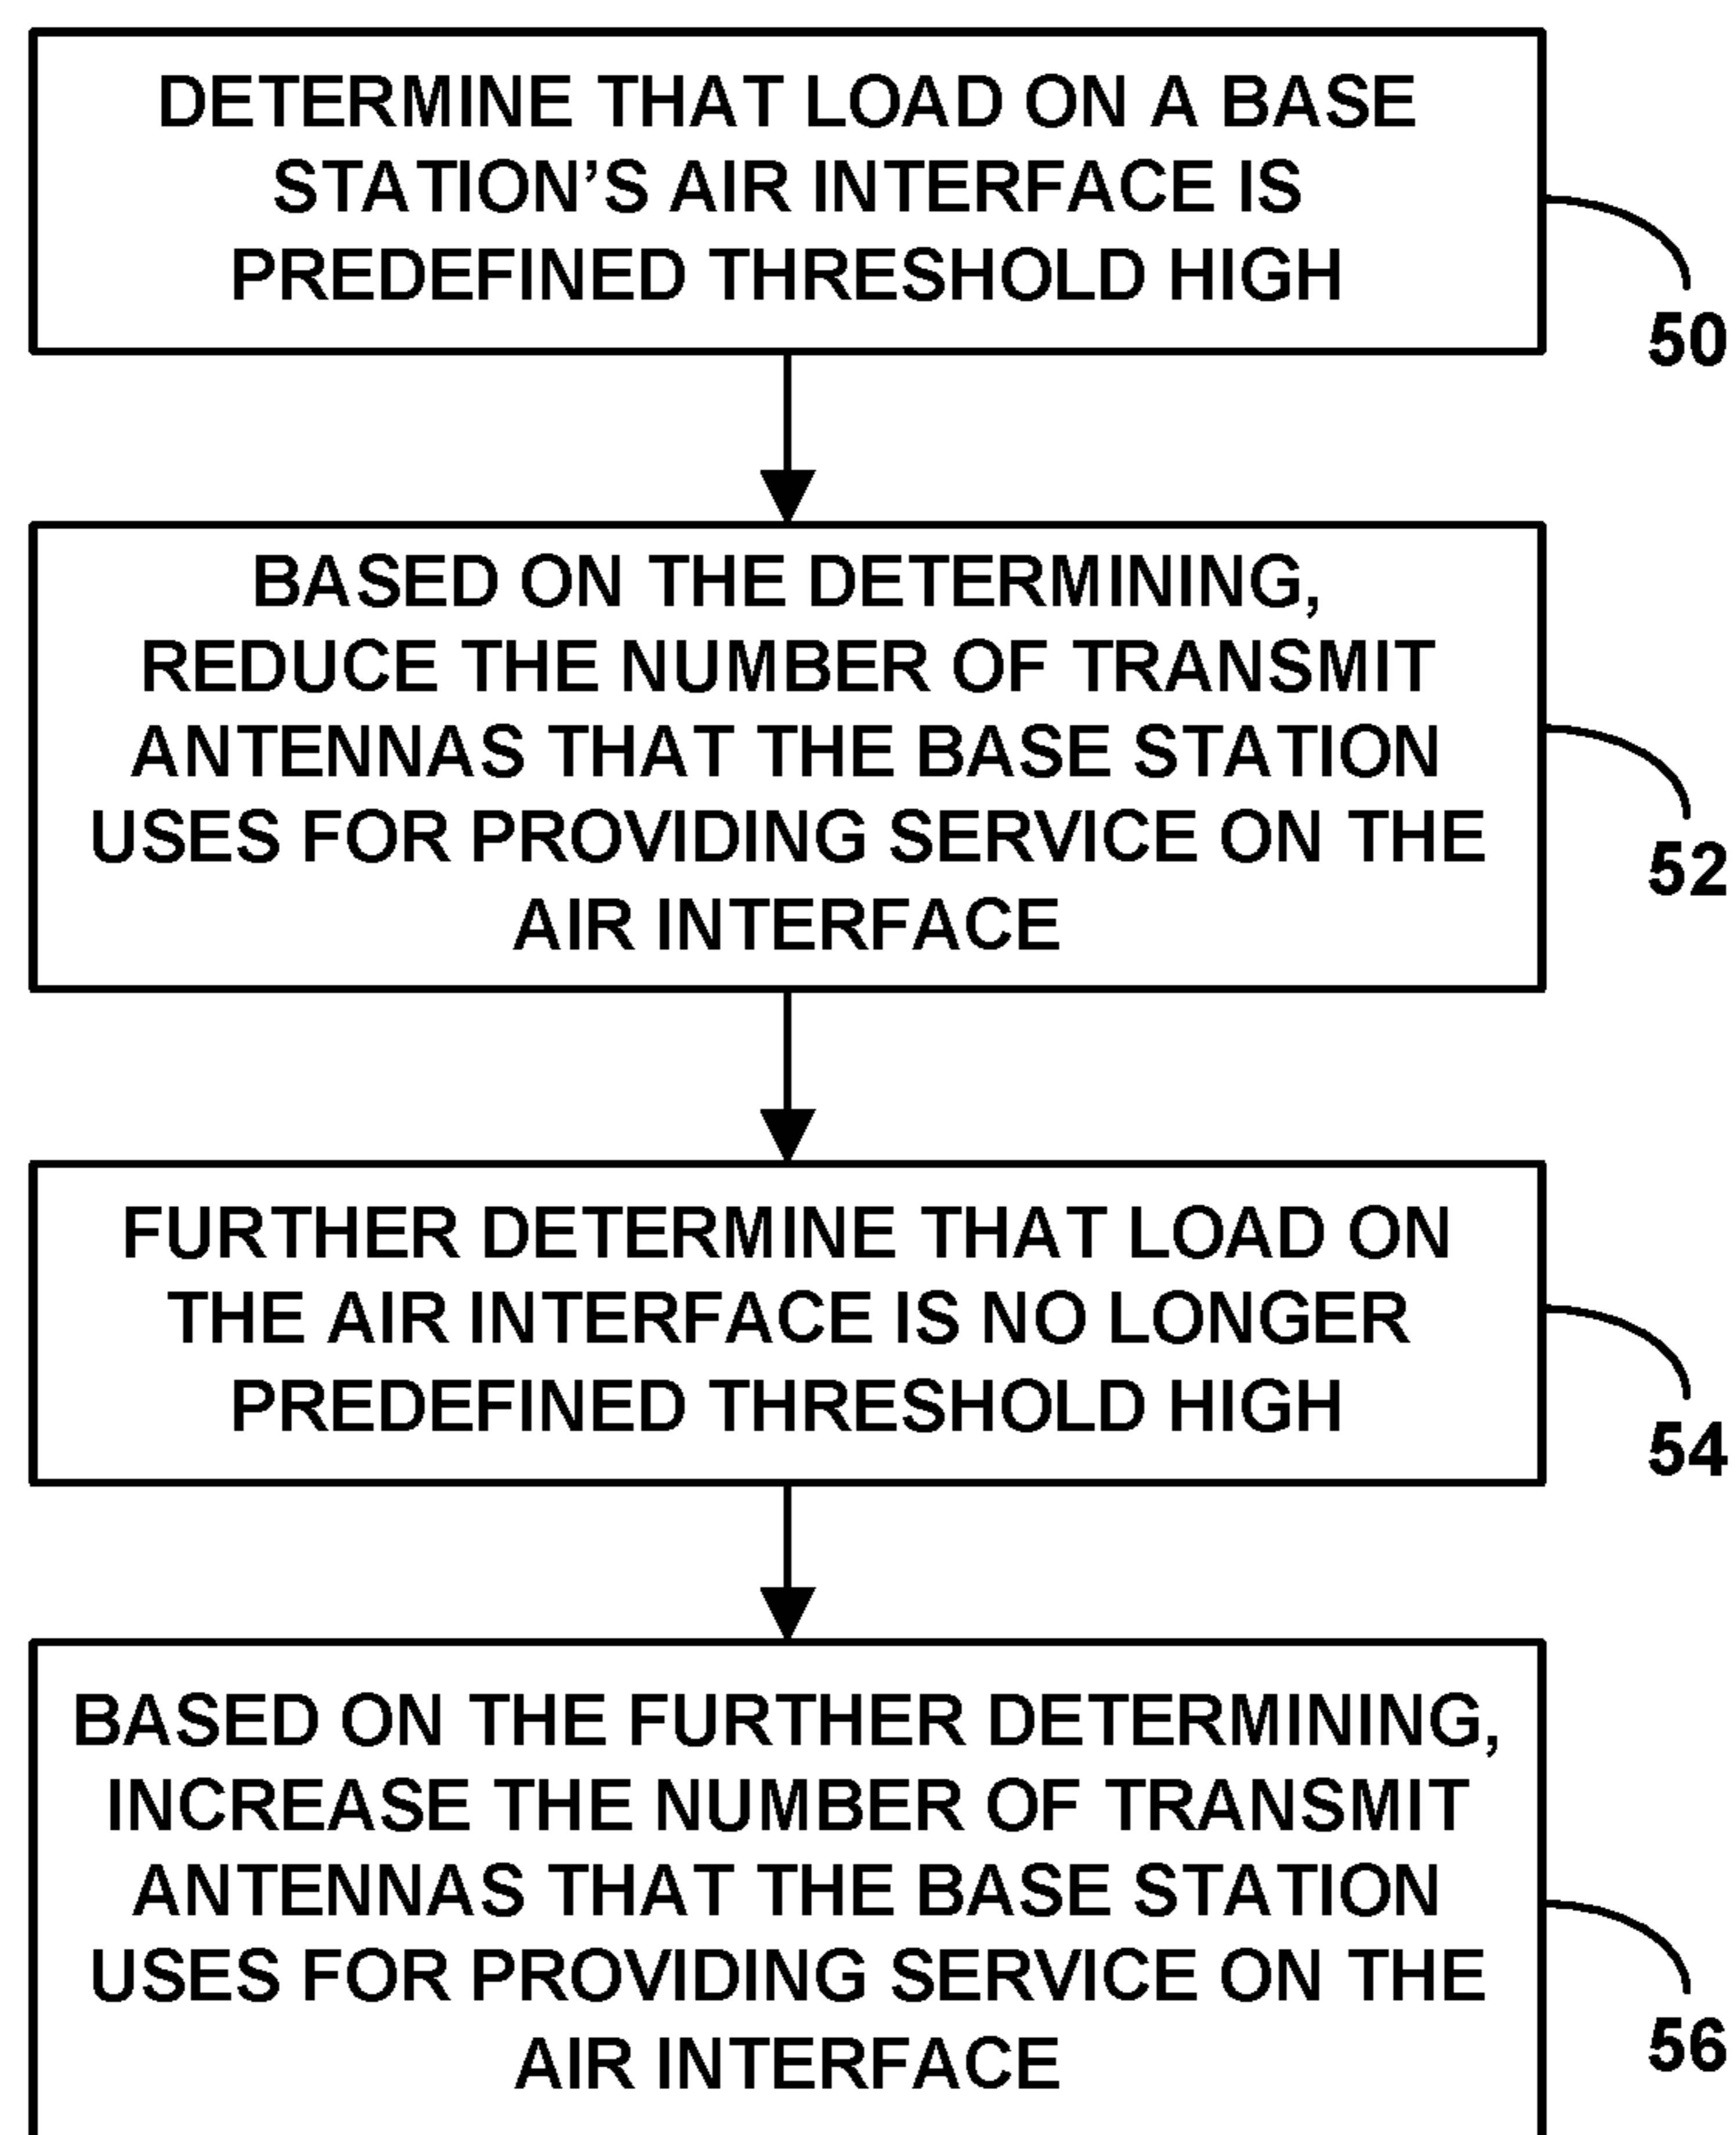 DETERMINE THAT LOAD ON A BASE
STATION’S AIR INTERFACE IS
PREDEFINED THRESHOLD HIGH
50
BASED ON THE DETERMINING,
REDUCE THE NUMBER OF TRANSMIT
ANTENNAS THAT THE BASE STATION
USES FOR PROVIDING SERVICE ON THE
AIR INTERFACE
52
FURTHER DETERMINE THAT LOAD ON
THE AIR INTERFACE IS NO LONGER
PREDEFINED THRESHOLD HIGH
54
BASED ON THE FURTHER DETERMINING,
INCREASE THE NUMBER OF TRANSMIT
ANTENNAS THAT THE BASE STATION
USES FOR PROVIDING SERVICE ON THE
AIR INTERFACE
56